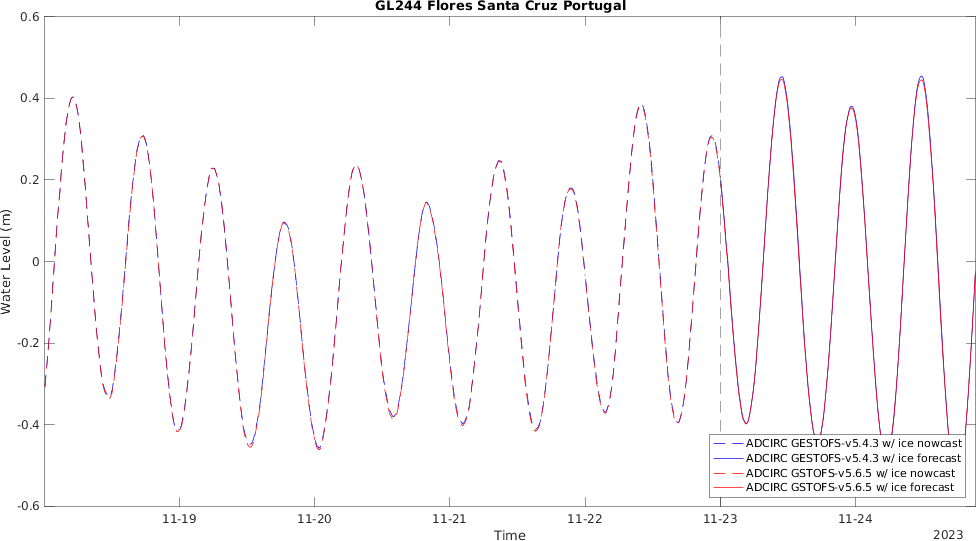 GL244 Flores Santa Cruz Portugal
0.6
0.4
0.2
0
-0.2
-0.4
-0.6
Water Level (m)
11-19
11-20
11-21
11-22
11-23
11-24
Time
2023
ADCIRC GESTOFS-v5.4.3 w/ ice nowcast
ADCIRC GESTOFS-v5.4.3 w/ ice forecast
ADCIRC GSTOFS-v5.6.5 w/ ice nowcast
ADCIRC GSTOFS-v5.6.5 w/ ice forecast